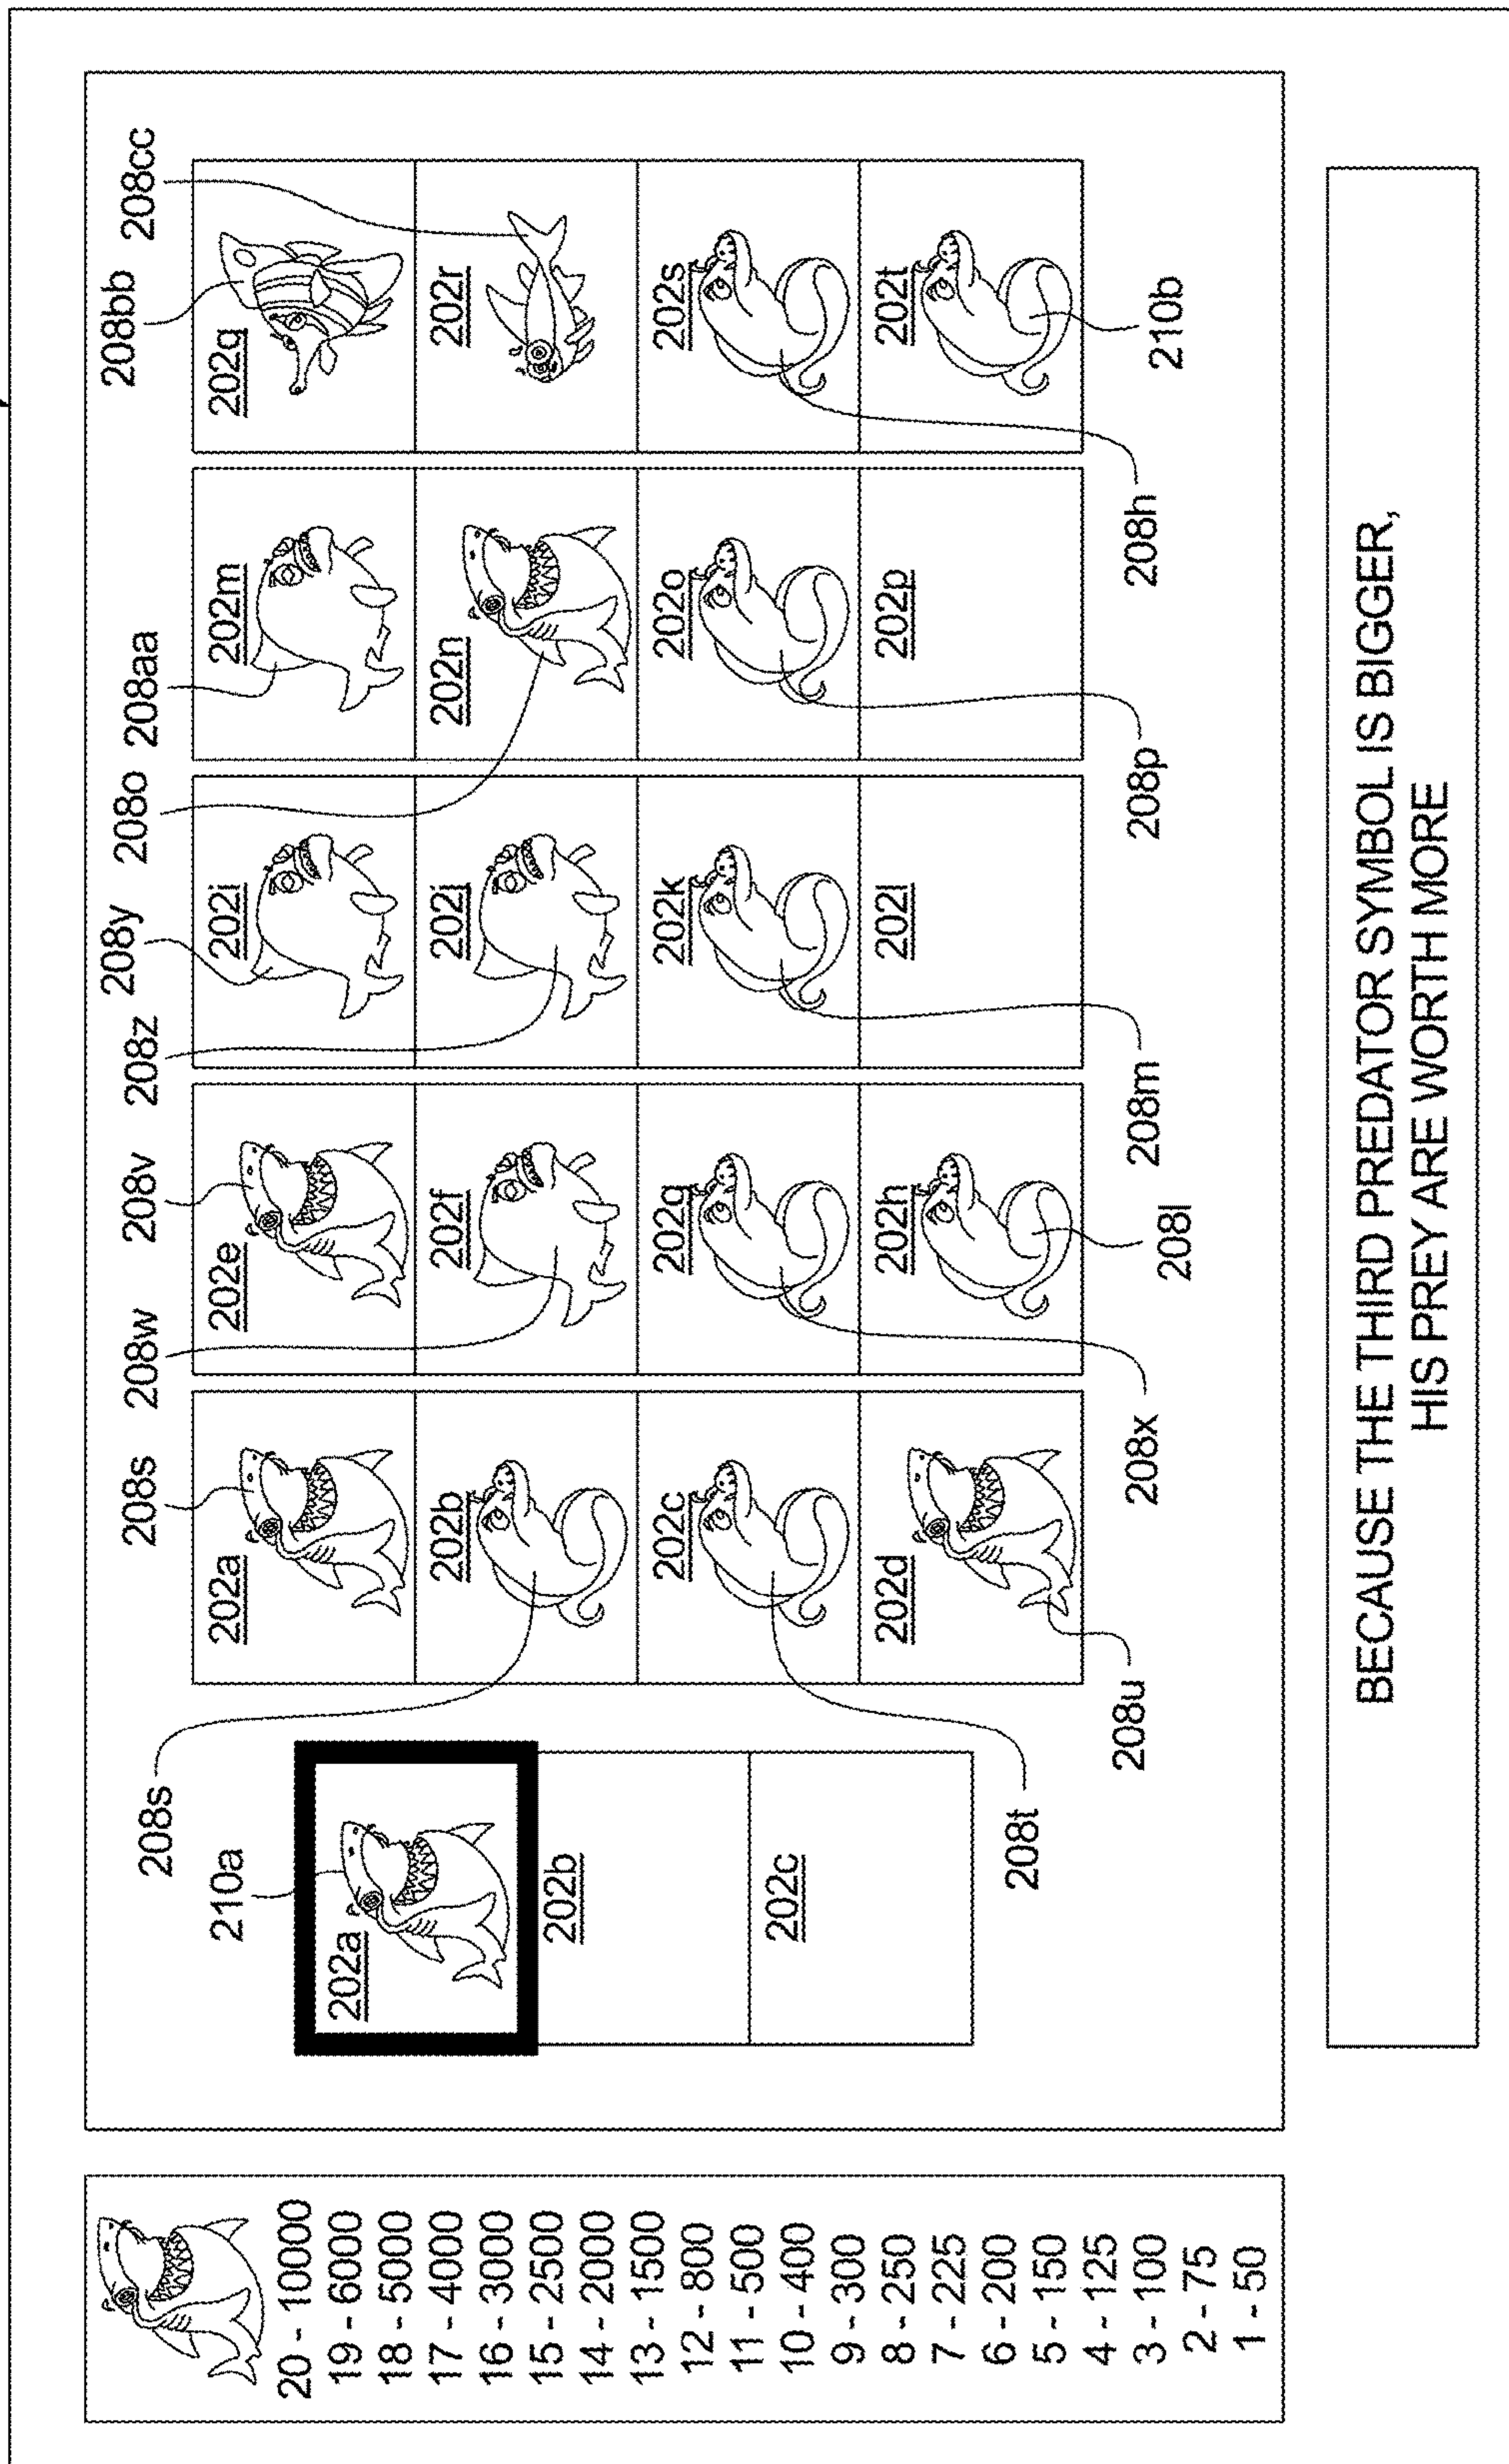 20 - 10000
19 - 6000
18 - 5000
17 - 4000
16 - 3000
15 - 2500
14 - 2000
13 - 1500
12 - 800
11 - 500
10 - 400
9 - 300
8 - 250
7 - 225
6 - 200
5 - 150
4 - 125
3 - 100
2 - 75
1 - 50
208s 208s 208w 208v 208z 208y 208o 208aa 208bb 208cc
210a
202a 202e 202i 202m 202q
202a
202b 202f 202j 202n 202r
202b
202c 202g 202k 202o 202s
202c
202d 202h 202l 202p 202t
208t 208u 208x 208l 208m 208p 208h 210b
BECAUSE THE THIRD PREDATOR SYMBOL IS BIGGER,
HIS PREY ARE WORTH MORE